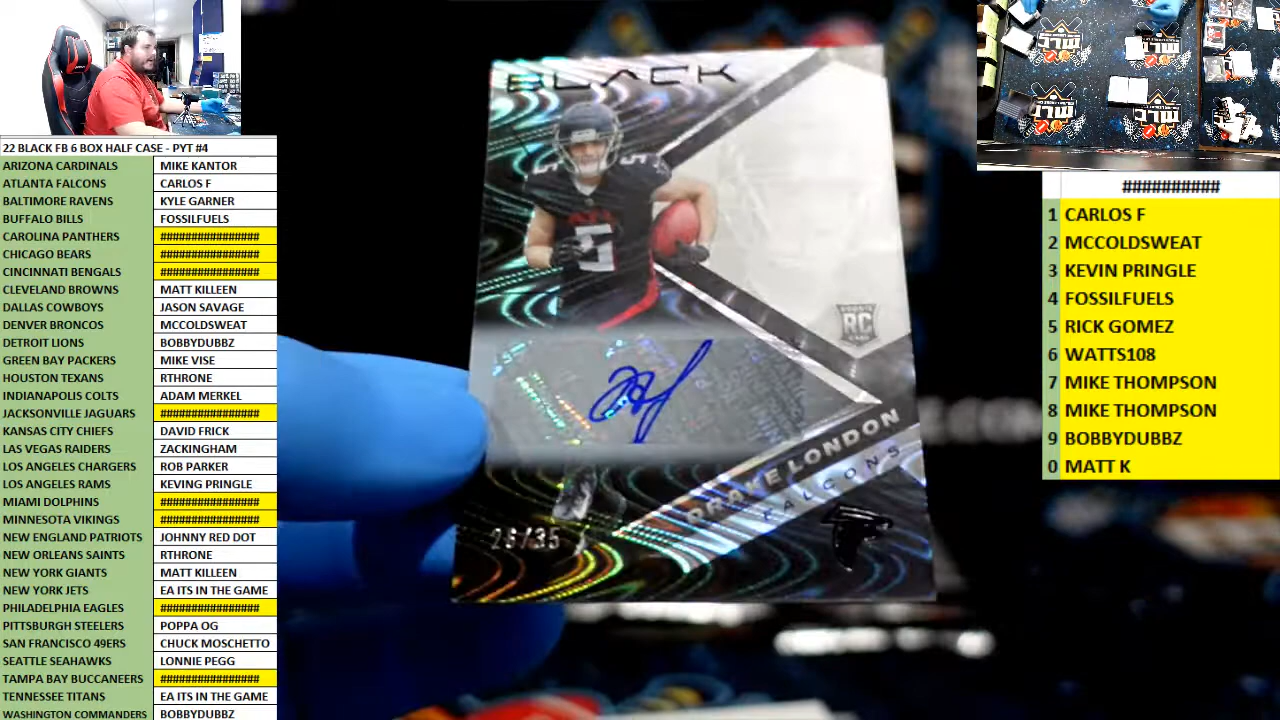 22 BLACK FB 6 BOX HALF CASE - PYT #4
ARIZONA CARDINALS MIKE KANTOR
ATLANTA FALCONS CARLOS F
BALTIMORE RAVENS KYLE GARNER
BUFFALO BILLS FOSSILFUELS
CAROLINA PANTHERS ################
CHICAGO BEARS ################
CINCINNATI BENGALS ################
CLEVELAND BROWNS MATT KILLEEN
DALLAS COWBOYS JASON SAVAGE
DENVER BRONCOS MCCOLDSWEAT
DETROIT LIONS BOBBYDUBBZ
GREEN BAY PACKERS MIKE VISE
HOUSTON TEXANS RTHRONE
INDIANAPOLIS COLTS ADAM MERKEL
JACKSONVILLE JAGUARS ################
KANSAS CITY CHIEFS DAVID FRICK
LAS VEGAS RAIDERS ZACKINGHAM
LOS ANGELES CHARGERS ROB PARKER
LOS ANGELES RAMS KEVING PRINGLE
MIAMI DOLPHINS ################
MINNESOTA VIKINGS ################
NEW ENGLAND PATRIOTS JOHNNY RED DOT
NEW ORLEANS SAINTS RTHRONE
NEW YORK GIANTS MATT KILLEEN
NEW YORK JETS EA ITS IN THE GAME
PHILADELPHIA EAGLES ################
PITTSBURGH STEELERS POPPA OG
SAN FRANCISCO 49ERS CHUCK MOSCHETTO
SEATTLE SEAHAWKS LONNIE PEGG
TAMPA BAY BUCCANEERS ################
TENNESSEE TITANS EA ITS IN THE GAME
WASHINGTON COMMANDERS BOBBYDUBBZ
BLACK
5
5
RC
DRAKE LONDON
FALCONS
26/35
##########
1 CARLOS F
2 MCCOLDSWEAT
3 KEVIN PRINGLE
4 FOSSILFUELS
5 RICK GOMEZ
6 WATTS108
7 MIKE THOMPSON
8 MIKE THOMPSON
9 BOBBYDUBBZ
0 MATT K